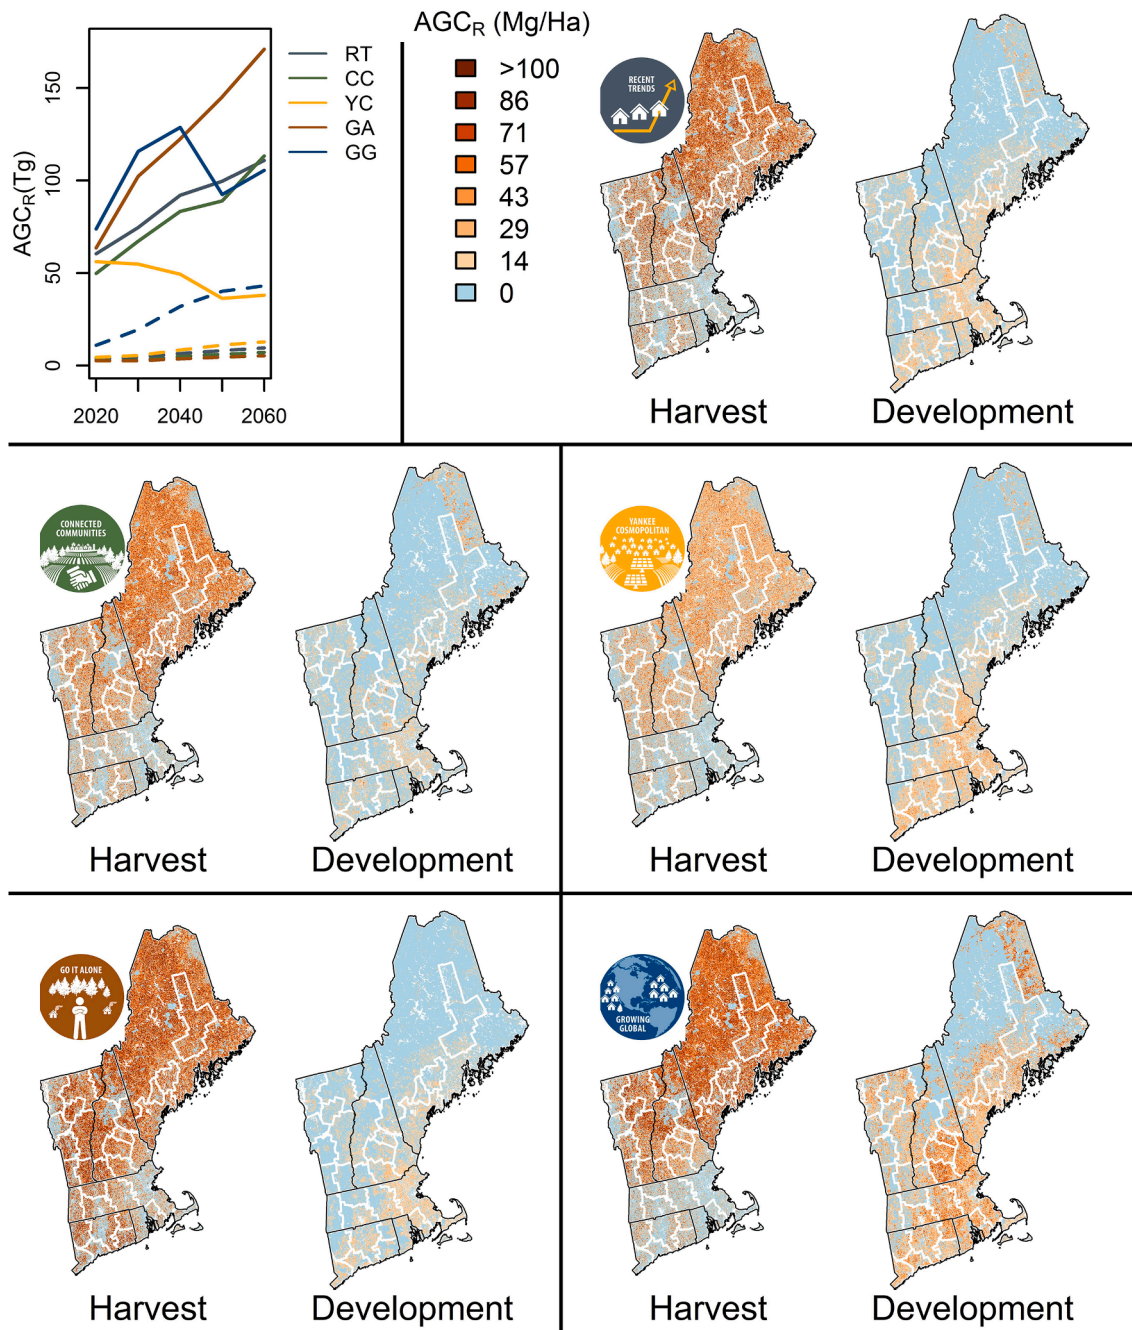 AGCR(Tg)
150
100
50
0
2020
2040
2060
RT
CC
YC
GA
GG
AGCR (Mg/Ha)
>100
86
71
57
43
29
14
0
RECENT
TRENDS
Harvest
Development
CONNECTED
COMMUNITIES
Harvest
Development
YANKEE
COSMOPOLITAN
Harvest
Development
GO IT ALONE
Harvest
Development
GROWING
GLOBAL
Harvest
Development